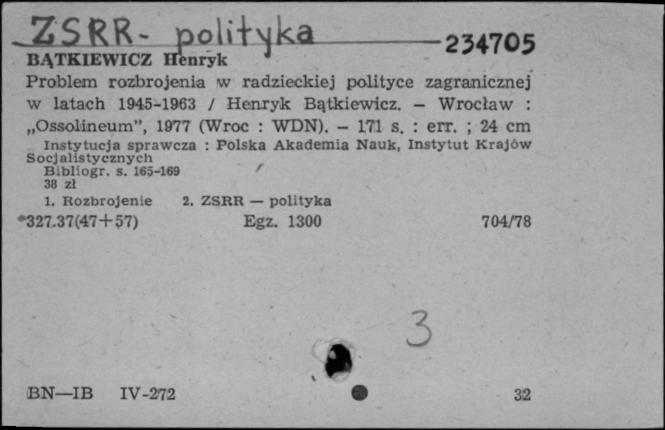 ZSRR- polityka
234705
BĄTKIEWICZ Henryk
Problem rozbrojenia w radzieckiej polityce zagranicznej
w latach 1945-1963 / Henryk Bątkiewicz. — Wrocław :
„Ossolineum”, 1977 (Wroc : WDN). — 171 s. : err. ; 24 cm
Instytucja sprawcza : Polska Akademia Nauk, Instytut Krajów
Socjalistycznych
Bibliogr. s. 165-169
38 zł
1. Rozbrojenie 2. ZSRR — polityka
327.37(47+57) Egz. 1300 704/78
3
BN—IB IV-272 32